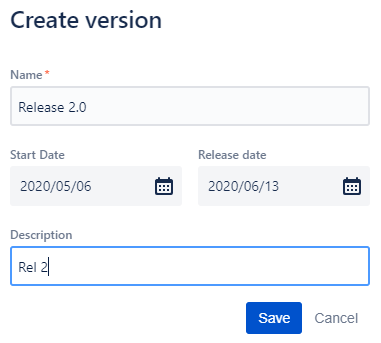 Create version
Name*
Release 2.0
Start Date Release date
2020/05/06 2020/06/13
Description
Rel 2
Save Cancel